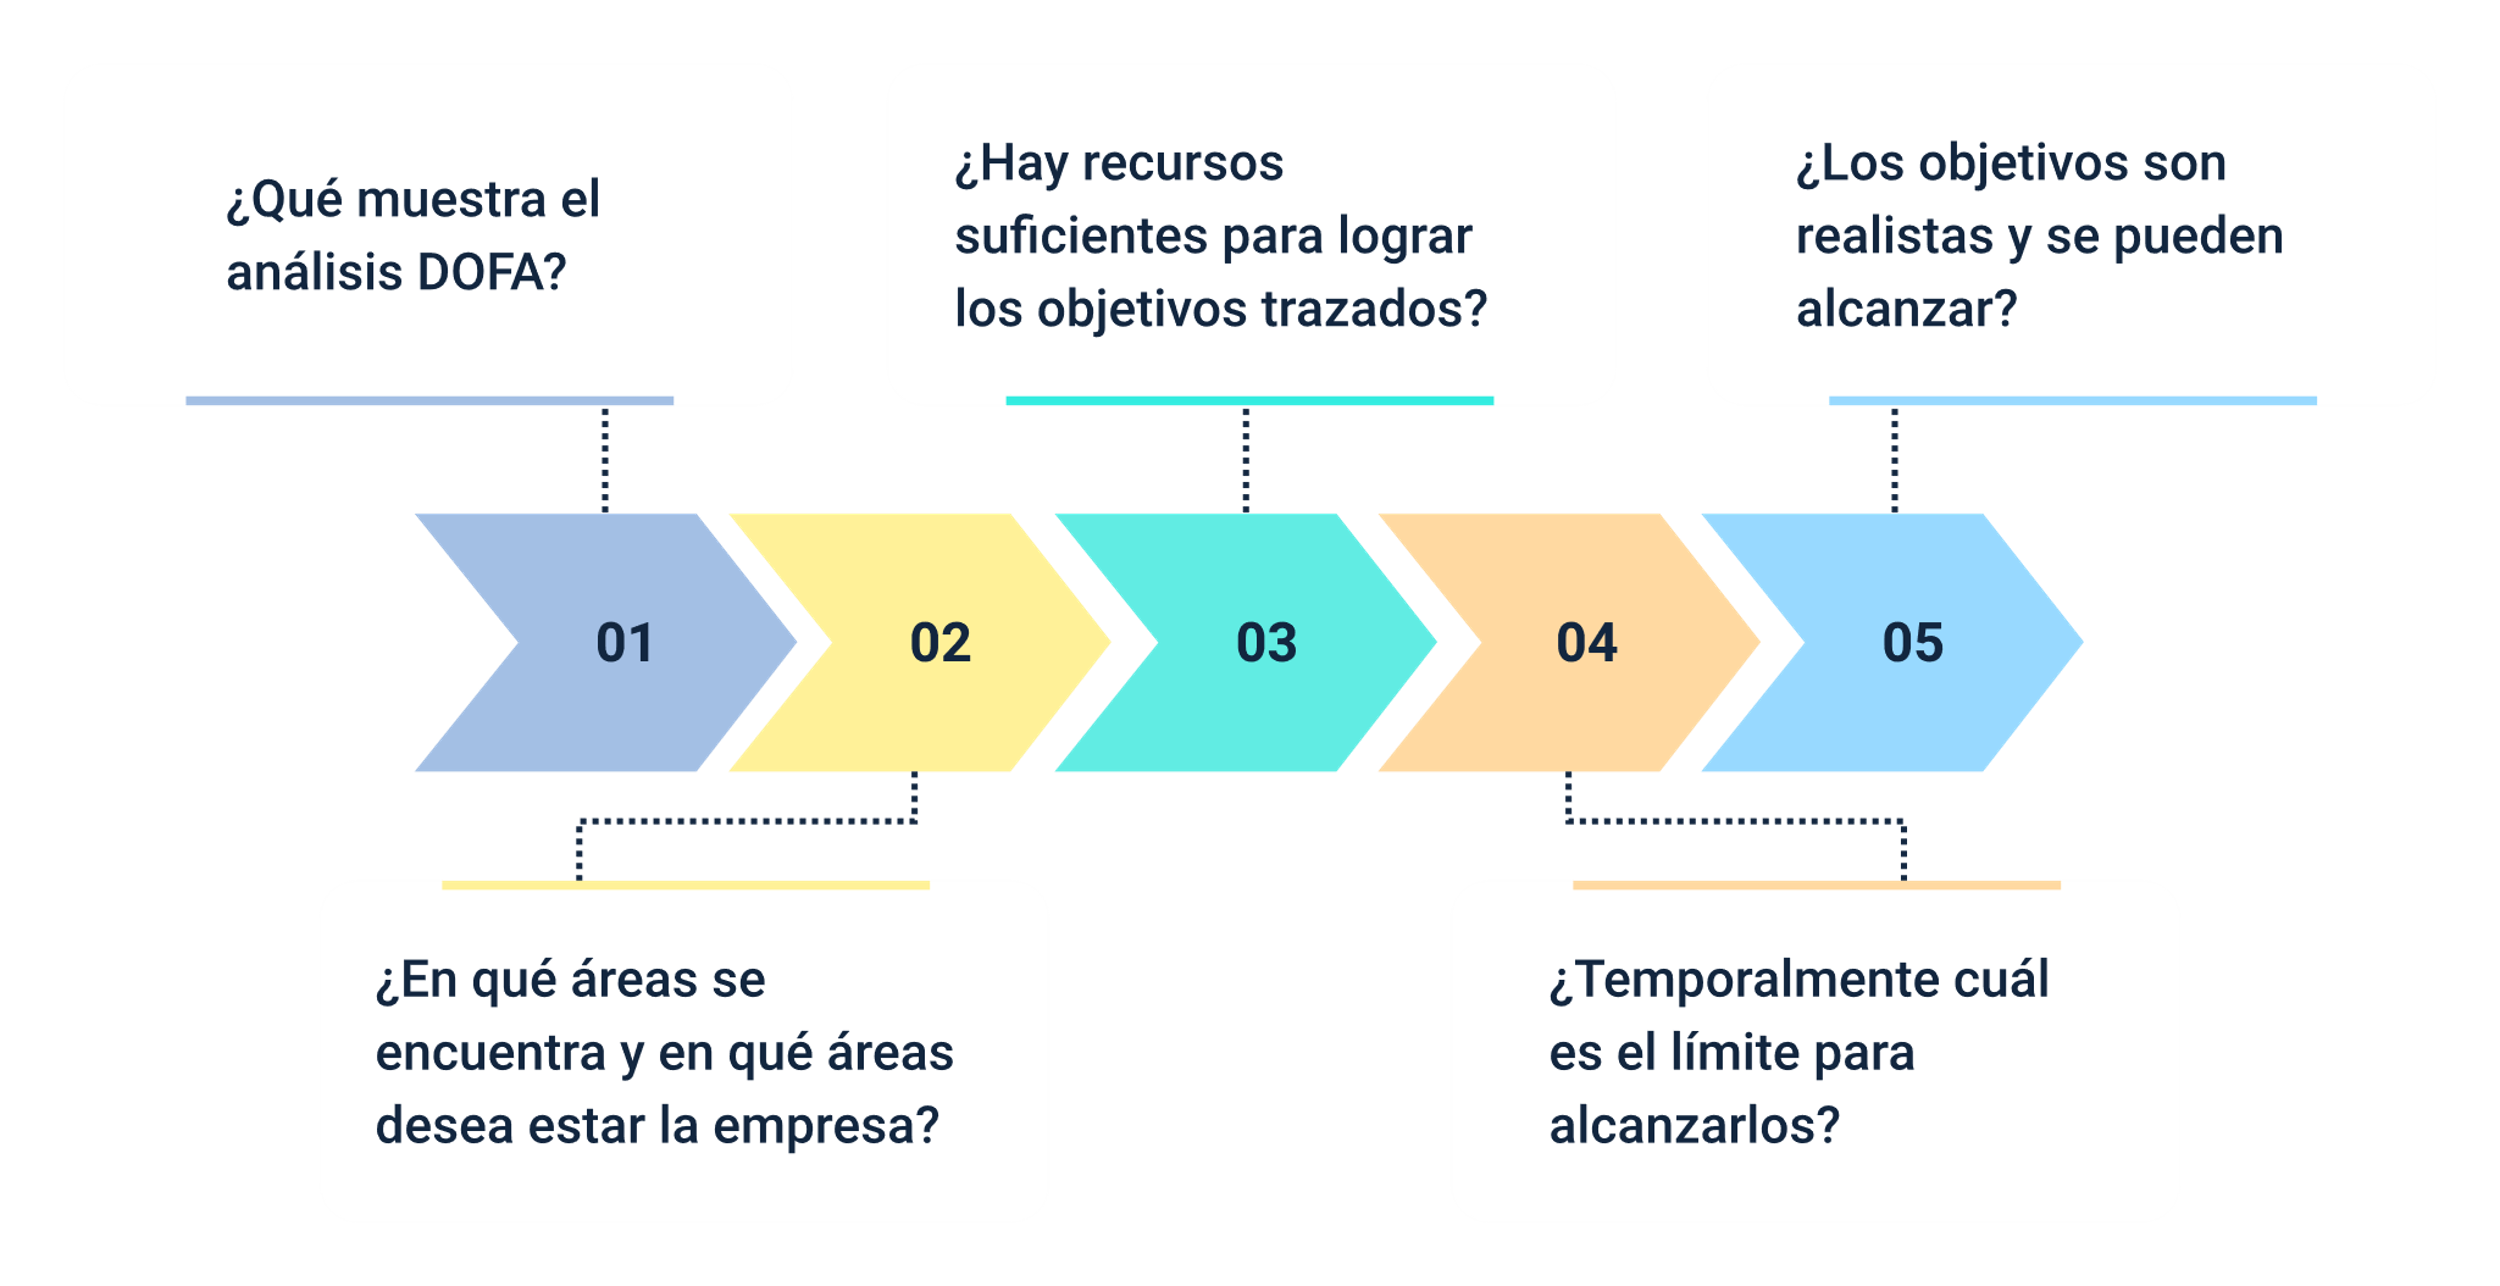 ¿Qué muestra el
análisis DOFA?
¿Hay recursos
suficientes para lograr
los objetivos trazados?
¿Los objetivos son
realistas y se pueden
alcanzar?
01
02
03
04
05
¿En qué áreas se
encuentra y en qué áreas
desea estar la empresa?
¿Temporalmente cuál
es el límite para
alcanzarlos?